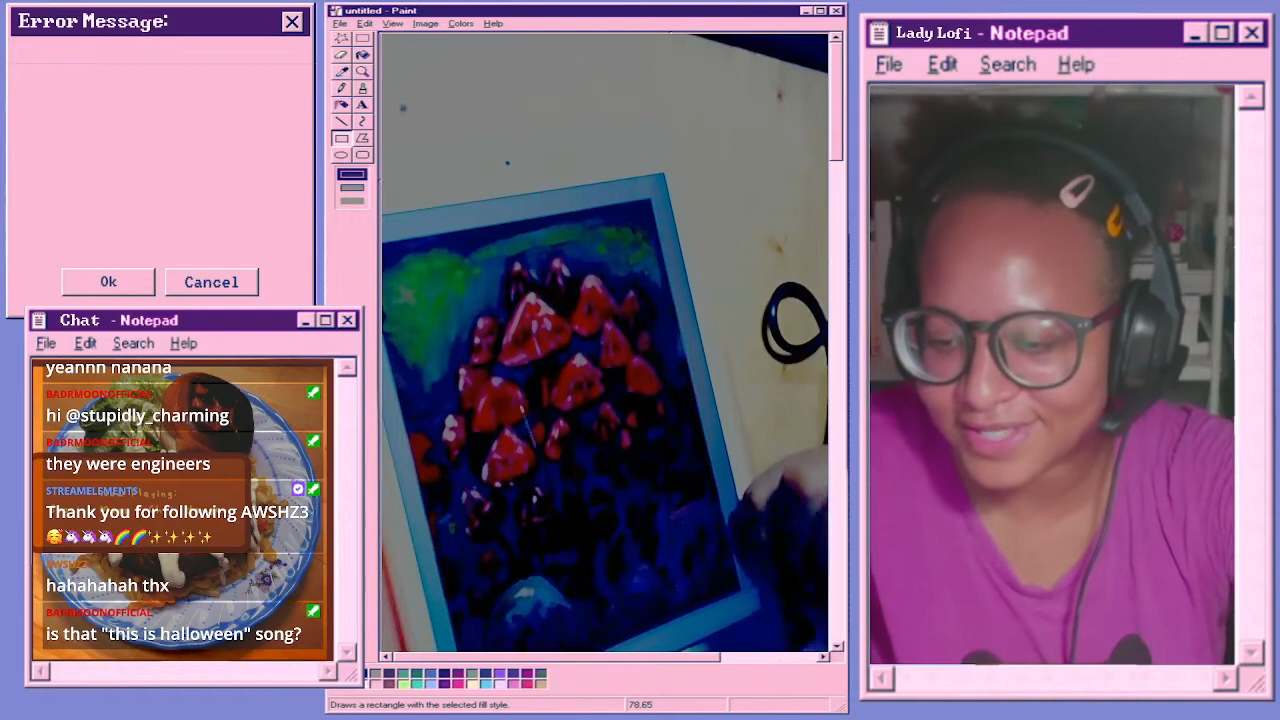 Error Message:
Ok
Cancel
untitled - Paint
File Edit View Image Colors Help
Draws a rectangle with the selected fill style.
78.65
Lady Lofi - Notepad
File Edit Search Help
Chat - Notepad
File Edit Search Help
yeannn nanana
BADRMOONOFFICIAL
hi @stupidly_charming
BADRMOONOFFICIAL
they were engineers
STREAMELEMENTS
Thank you for following AWSHZ3
🥰🦄🦄🦄🌈🌈✨✨✨✨
AWSHZ3
hahahahah thx
BADRMOONOFFICIAL
is that "this is halloween" song?